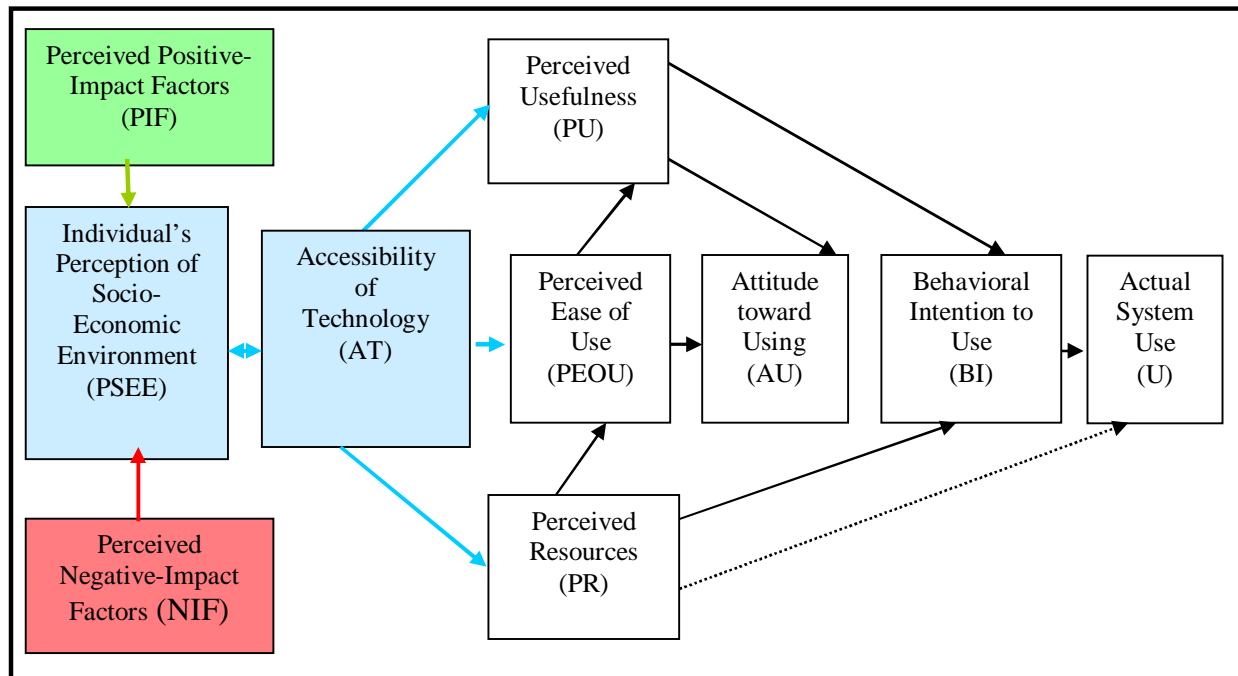 Perceived Positive-
Impact Factors
(PIF)
Individual’s
Perception of
Socio-
Economic
Environment
(PSEE)
Perceived
Negative-Impact
Factors (NIF)
Accessibility
of
Technology
(AT)
Perceived
Usefulness
(PU)
Perceived
Ease of
Use
(PEOU)
Perceived
Resources
(PR)
Attitude
toward
Using
(AU)
Behavioral
Intention to
Use
(BI)
Actual
System
Use
(U)